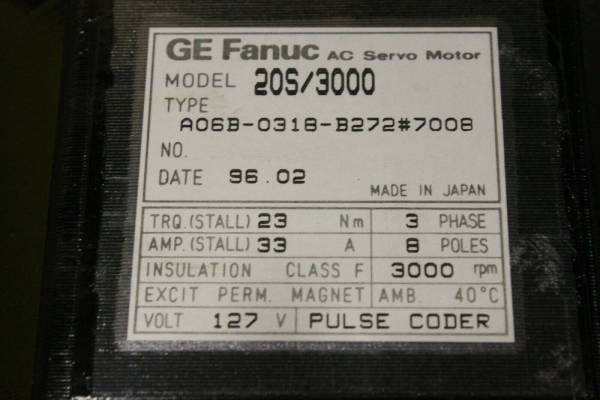 GE Fanuc AC Servo Motor
MODEL 20S/3000
TYPE
A06B-0318-B272#7008
NO.
DATE 96.02
MADE IN JAPAN
TRQ.(STALL) 23 Nm 3 PHASE
AMP.(STALL) 33 A 8 POLES
INSULATION CLASS F 3000 rpm
EXCIT PERM. MAGNET AMB. 40°C
VOLT 127 V PULSE CODER